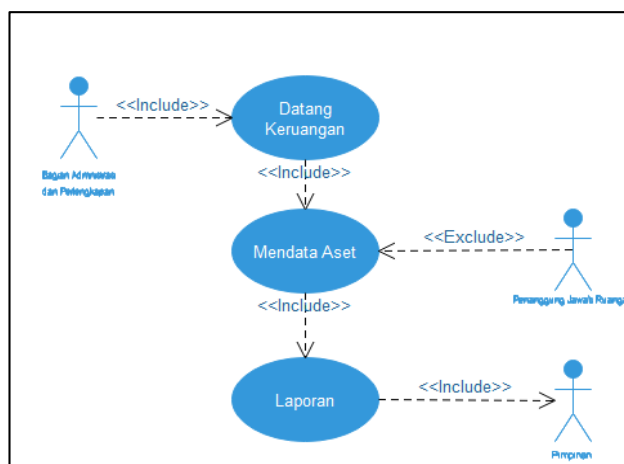 <<Include>>
Datang
Keruangan
Bagian Administrasi
dan Perlengkapan
<<Include>>
Mendata Aset
<<Exclude>>
Penanggung Jawab Ruangan
<<Include>>
Laporan
<<Include>>
Pimpinan